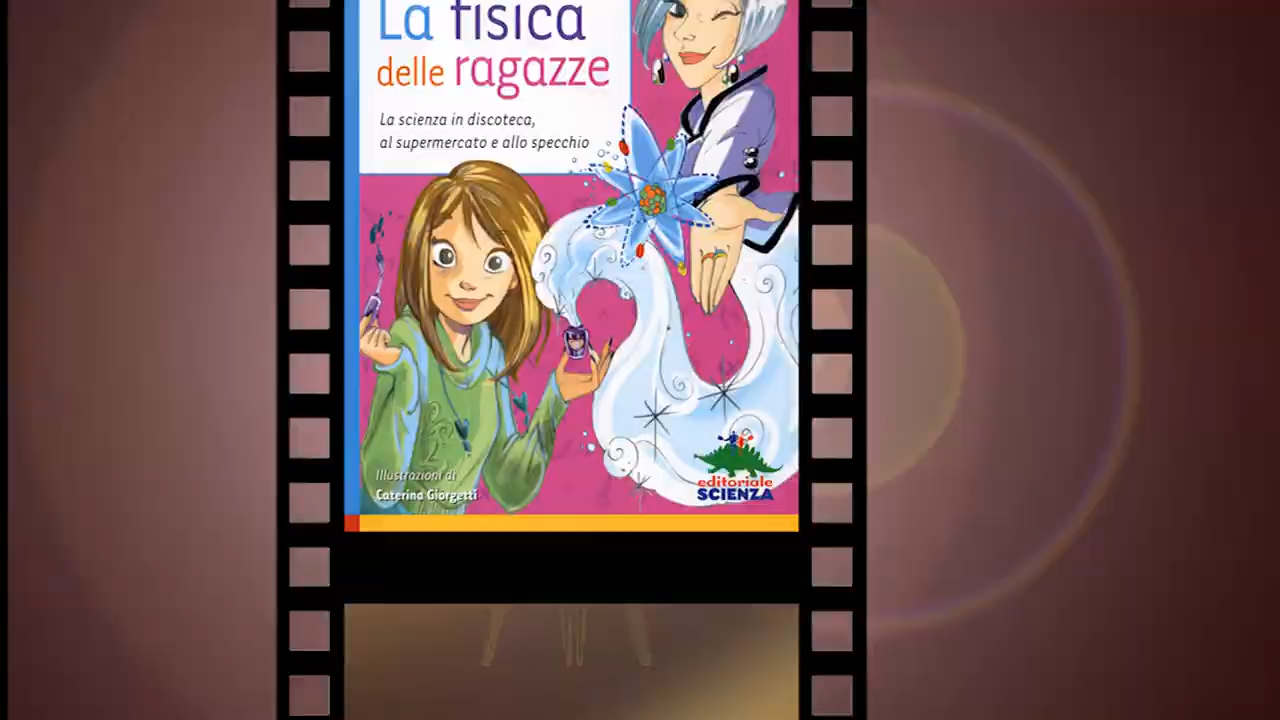 La fisica
delle ragazze
La scienza in discoteca,
al supermercato e allo specchio
Illustrazioni di
Caterina Giorgetti
editoriale
SCIENZA